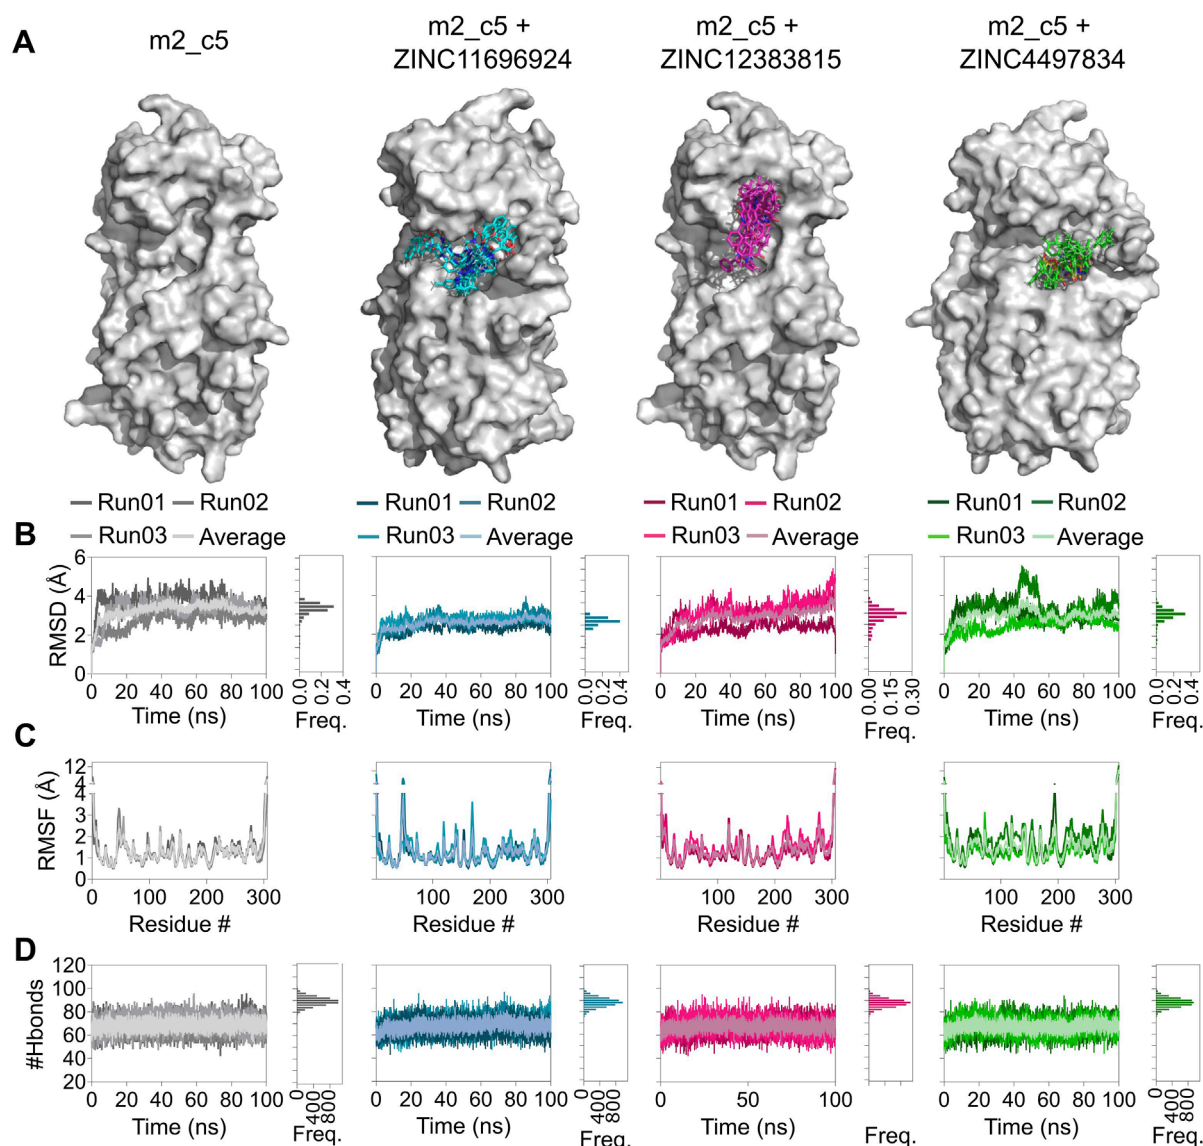 A
m2_c5
m2_c5 +
ZINC11696924
m2_c5 +
ZINC12383815
m2_c5 +
ZINC4497834
Run01 Run02
Run03 Average
Run01 Run02
Run03 Average
Run01 Run02
Run03 Average
Run01 Run02
Run03 Average
B
RMSD (Å)
6
4
2
0
0 20 40 60 80 100
Time (ns)
0.0 0.2 0.4
Freq.
0 20 40 60 80 100
Time (ns)
0.0 0.2 0.4
Freq.
0 20 40 60 80 100
Time (ns)
0.00 0.15 0.30
Freq.
0 20 40 60 80 100
Time (ns)
0.0 0.2 0.4
Freq.
C
RMSF (Å)
12
4
4
3
2
1
0
0 100 200 300
Residue #
100 200 300
Residue #
100 200 300
Residue #
100 200 300
Residue #
D
#Hbonds
120
100
80
60
40
20
0 20 40 60 80 100
Time (ns)
0 400 800
Freq.
0 20 40 60 80 100
Time (ns)
0 400 800
Freq.
0 50 100
Time (ns)
Freq.
0 20 40 60 80 100
Time (ns)
0 400 800
Freq.